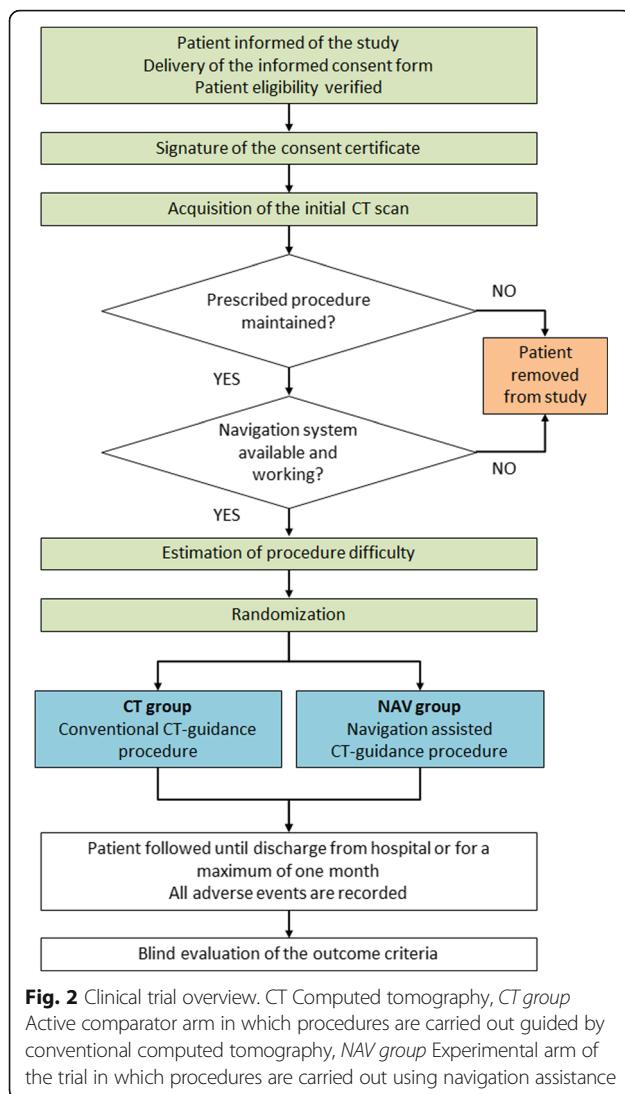 Patient informed of the study
Delivery of the informed consent form
Patient eligibility verified
Signature of the consent certificate
Acquisition of the initial CT scan
Prescribed procedure
maintained?
NO
YES
Patient
removed
from study
Navigation system
available and
working?
NO
YES
Estimation of procedure difficulty
Randomization
CT group
Conventional CT-guidance
procedure
NAV group
Navigation assisted
CT-guidance procedure
Patient followed until discharge from hospital or for a
maximum of one month
All adverse events are recorded
Blind evaluation of the outcome criteria
Fig. 2 Clinical trial overview. CT Computed tomography, CT group
Active comparator arm in which procedures are carried out guided by
conventional computed tomography, NAV group Experimental arm of
the trial in which procedures are carried out using navigation assistance